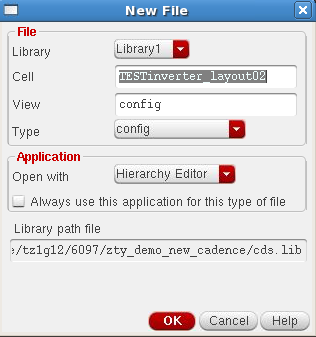 New File
File
Library Library1
Cell TESTinverter_layout02
View config
Type config
Application
Open with Hierarchy Editor
Always use this application for this type of file
Library path file
e/tz1g12/6097/zty_demo_new_cadence/cds.lib
OK Cancel Help